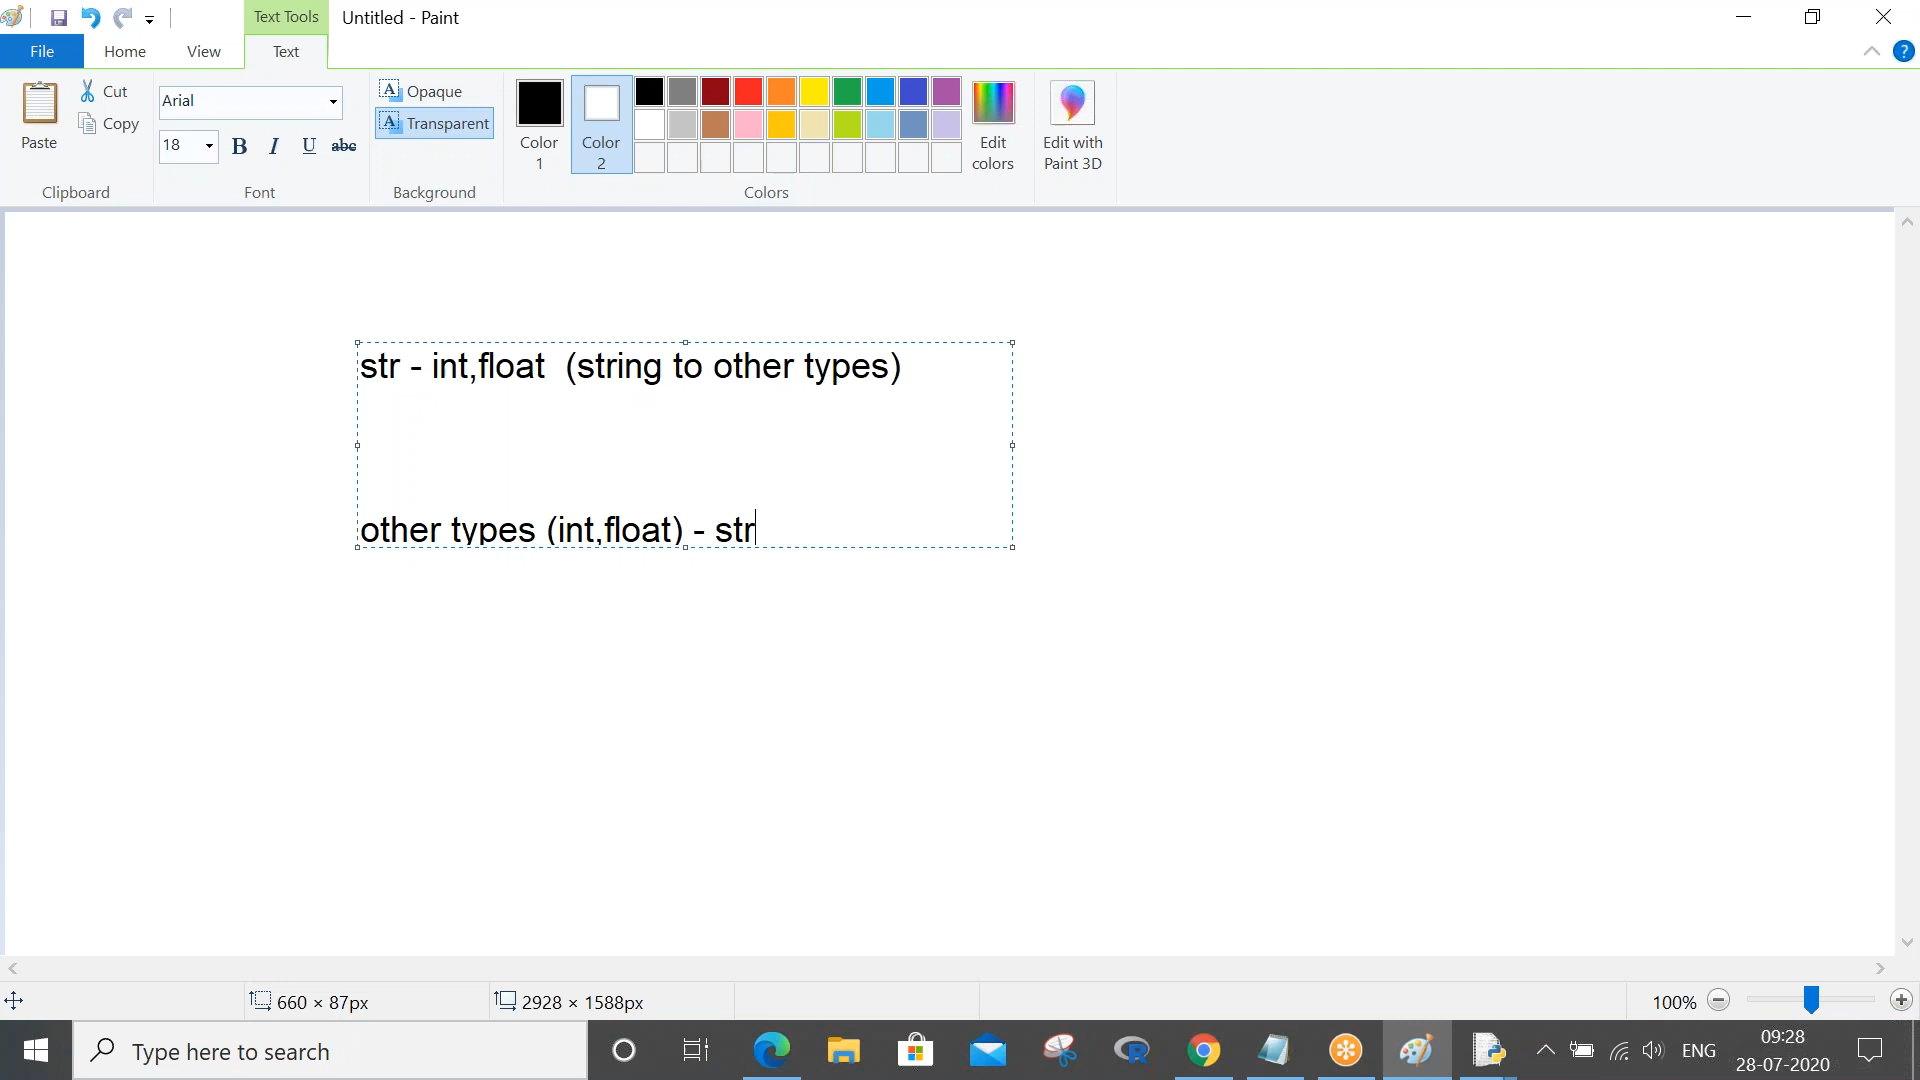 Text Tools
Untitled - Paint
File
Home
View
Text
Paste
Cut
Copy
Clipboard
Arial
18
B
I
U
abc
Font
A Opaque
A Transparent
Background
Color
1
Color
2
Colors
Edit
colors
Edit with
Paint 3D
?
str - int,float  (string to other types)
other types (int,float) - str
660 × 87px
2928 × 1588px
100%
Type here to search
R
ENG
09:28
28-07-2020